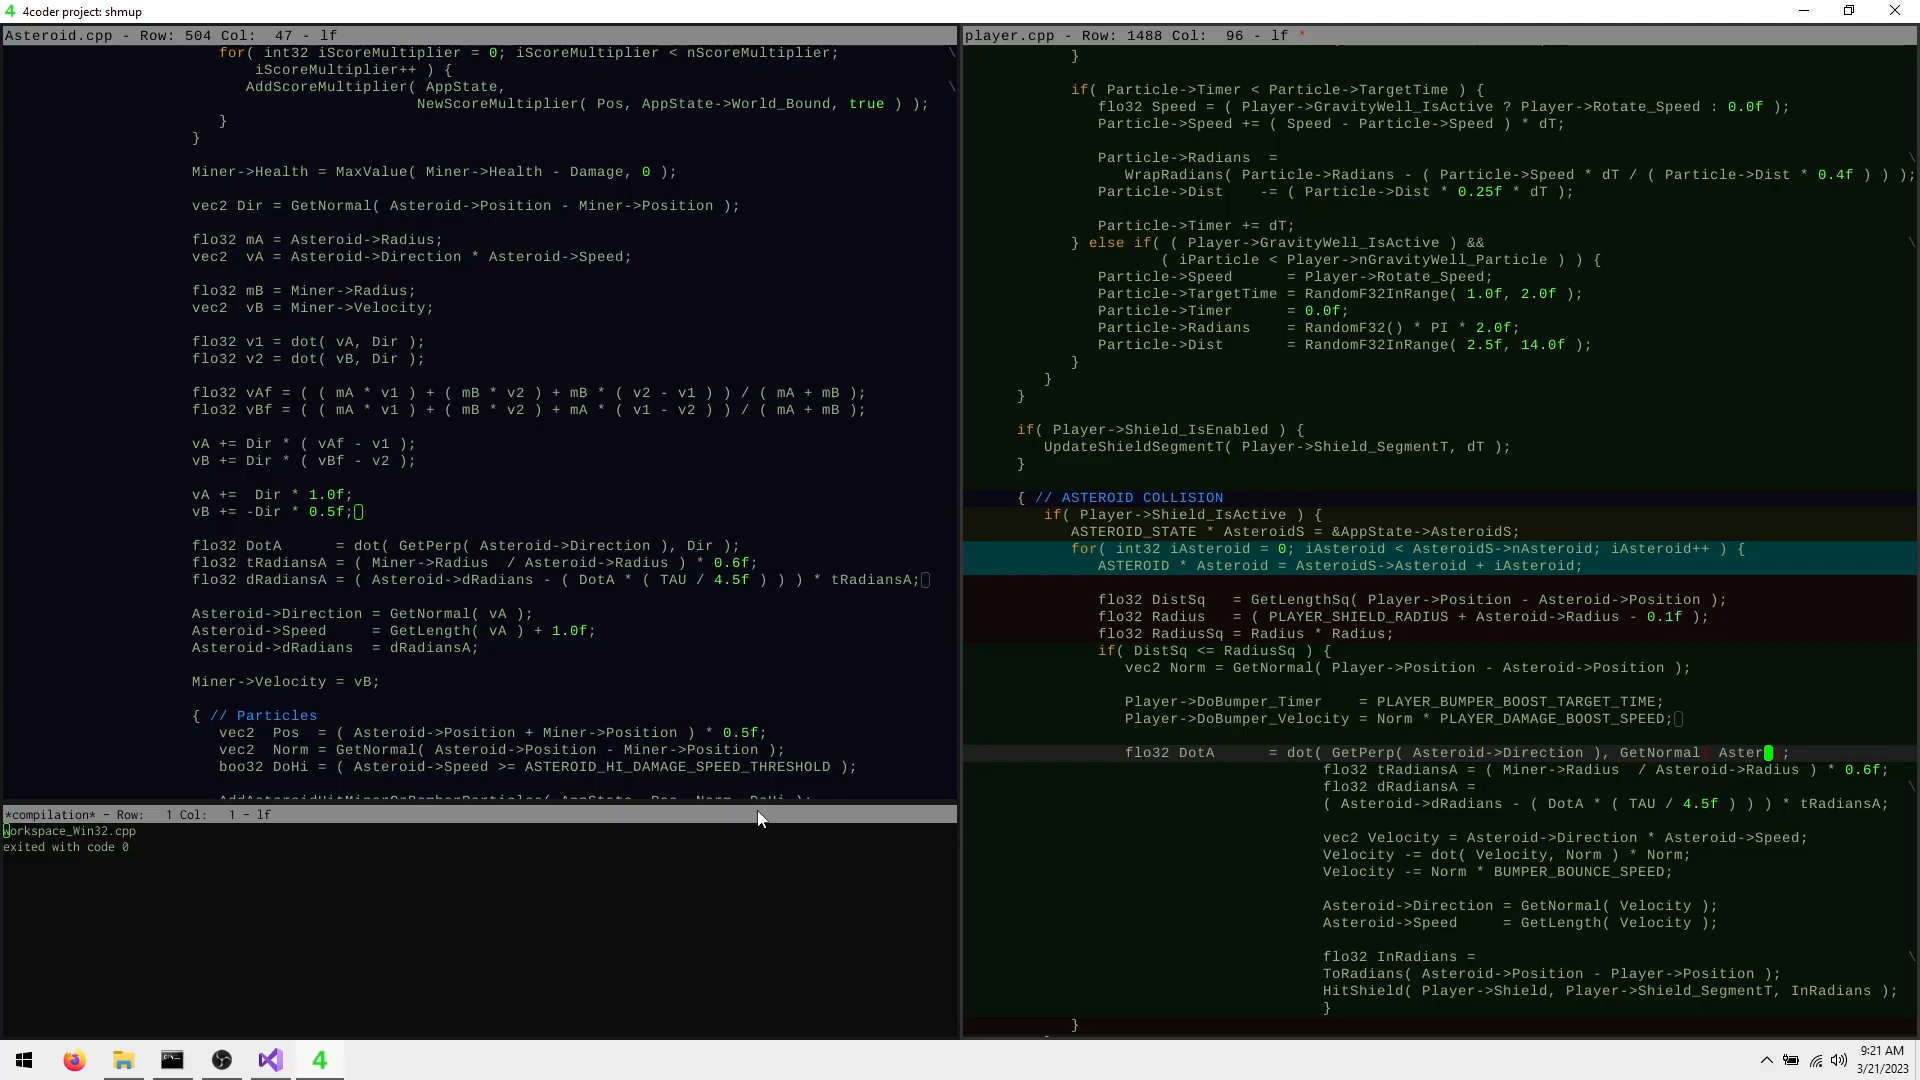 4 4coder project: shmup
Asteroid.cpp - Row: 504 Col:  47 - lf
for( int32 iScoreMultiplier = 0; iScoreMultiplier < nScoreMultiplier; \
iScoreMultiplier++ ) {
AddScoreMultiplier( AppState, \
NewScoreMultiplier( Pos, AppState->World_Bound, true ) );
}
}
Miner->Health = MaxValue( Miner->Health - Damage, 0 );
vec2 Dir = GetNormal( Asteroid->Position - Miner->Position );
flo32 mA = Asteroid->Radius;
vec2  vA = Asteroid->Direction * Asteroid->Speed;
flo32 mB = Miner->Radius;
vec2  vB = Miner->Velocity;
flo32 v1 = dot( vA, Dir );
flo32 v2 = dot( vB, Dir );
flo32 vAf = ( ( mA * v1 ) + ( mB * v2 ) + mB * ( v2 - v1 ) ) / ( mA + mB );
flo32 vBf = ( ( mA * v1 ) + ( mB * v2 ) + mA * ( v1 - v2 ) ) / ( mA + mB );
vA += Dir * ( vAf - v1 );
vB += Dir * ( vBf - v2 );
vA +=  Dir * 1.0f;
vB += -Dir * 0.5f;
flo32 DotA      = dot( GetPerp( Asteroid->Direction ), Dir );
flo32 tRadiansA = ( Miner->Radius  / Asteroid->Radius ) * 0.6f;
flo32 dRadiansA = ( Asteroid->dRadians - ( DotA * ( TAU / 4.5f ) ) ) * tRadiansA;
Asteroid->Direction = GetNormal( vA );
Asteroid->Speed     = GetLength( vA ) + 1.0f;
Asteroid->dRadians  = dRadiansA;
Miner->Velocity = vB;
{ // Particles
vec2  Pos  = ( Asteroid->Position + Miner->Position ) * 0.5f;
vec2  Norm = GetNormal( Asteroid->Position - Miner->Position );
boo32 DoHi = ( Asteroid->Speed >= ASTEROID_HI_DAMAGE_SPEED_THRESHOLD );
AddAsteroidHitMinerOrBomberParticles( AppState, Pos, Norm, DoHi );
*compilation* - Row:   1 Col:   1 - lf
workspace_Win32.cpp
exited with code 0
player.cpp - Row: 1488 Col:  96 - lf *
}
if( Particle->Timer < Particle->TargetTime ) {
flo32 Speed = ( Player->GravityWell_IsActive ? Player->Rotate_Speed : 0.0f );
Particle->Speed += ( Speed - Particle->Speed ) * dT;
Particle->Radians  = \
WrapRadians( Particle->Radians - ( Particle->Speed * dT / ( Particle->Dist * 0.4f ) ) );
Particle->Dist    -= ( Particle->Dist * 0.25f * dT );
Particle->Timer += dT;
} else if( ( Player->GravityWell_IsActive ) && \
( iParticle < Player->nGravityWell_Particle ) ) {
Particle->Speed      = Player->Rotate_Speed;
Particle->TargetTime = RandomF32InRange( 1.0f, 2.0f );
Particle->Timer      = 0.0f;
Particle->Radians    = RandomF32() * PI * 2.0f;
Particle->Dist       = RandomF32InRange( 2.5f, 14.0f );
}
}
}
if( Player->Shield_IsEnabled ) {
UpdateShieldSegmentT( Player->Shield_SegmentT, dT );
}
{ // ASTEROID COLLISION
if( Player->Shield_IsActive ) {
ASTEROID_STATE * AsteroidS = &AppState->AsteroidS;
for( int32 iAsteroid = 0; iAsteroid < AsteroidS->nAsteroid; iAsteroid++ ) {
ASTEROID * Asteroid = AsteroidS->Asteroid + iAsteroid;
flo32 DistSq   = GetLengthSq( Player->Position - Asteroid->Position );
flo32 Radius   = ( PLAYER_SHIELD_RADIUS + Asteroid->Radius - 0.1f );
flo32 RadiusSq = Radius * Radius;
if( DistSq <= RadiusSq ) {
vec2 Norm = GetNormal( Player->Position - Asteroid->Position );
Player->DoBumper_Timer    = PLAYER_BUMPER_BOOST_TARGET_TIME;
Player->DoBumper_Velocity = Norm * PLAYER_DAMAGE_BOOST_SPEED;
flo32 DotA      = dot( GetPerp( Asteroid->Direction ), GetNormal( Aster);
flo32 tRadiansA = ( Miner->Radius  / Asteroid->Radius ) * 0.6f;
flo32 dRadiansA = \
( Asteroid->dRadians - ( DotA * ( TAU / 4.5f ) ) ) * tRadiansA;
vec2 Velocity = Asteroid->Direction * Asteroid->Speed;
Velocity -= dot( Velocity, Norm ) * Norm;
Velocity -= Norm * BUMPER_BOUNCE_SPEED;
Asteroid->Direction = GetNormal( Velocity );
Asteroid->Speed     = GetLength( Velocity );
flo32 InRadians = \
ToRadians( Asteroid->Position - Player->Position );
HitShield( Player->Shield, Player->Shield_SegmentT, InRadians );
}
}
4
9:21 AM
3/21/2023